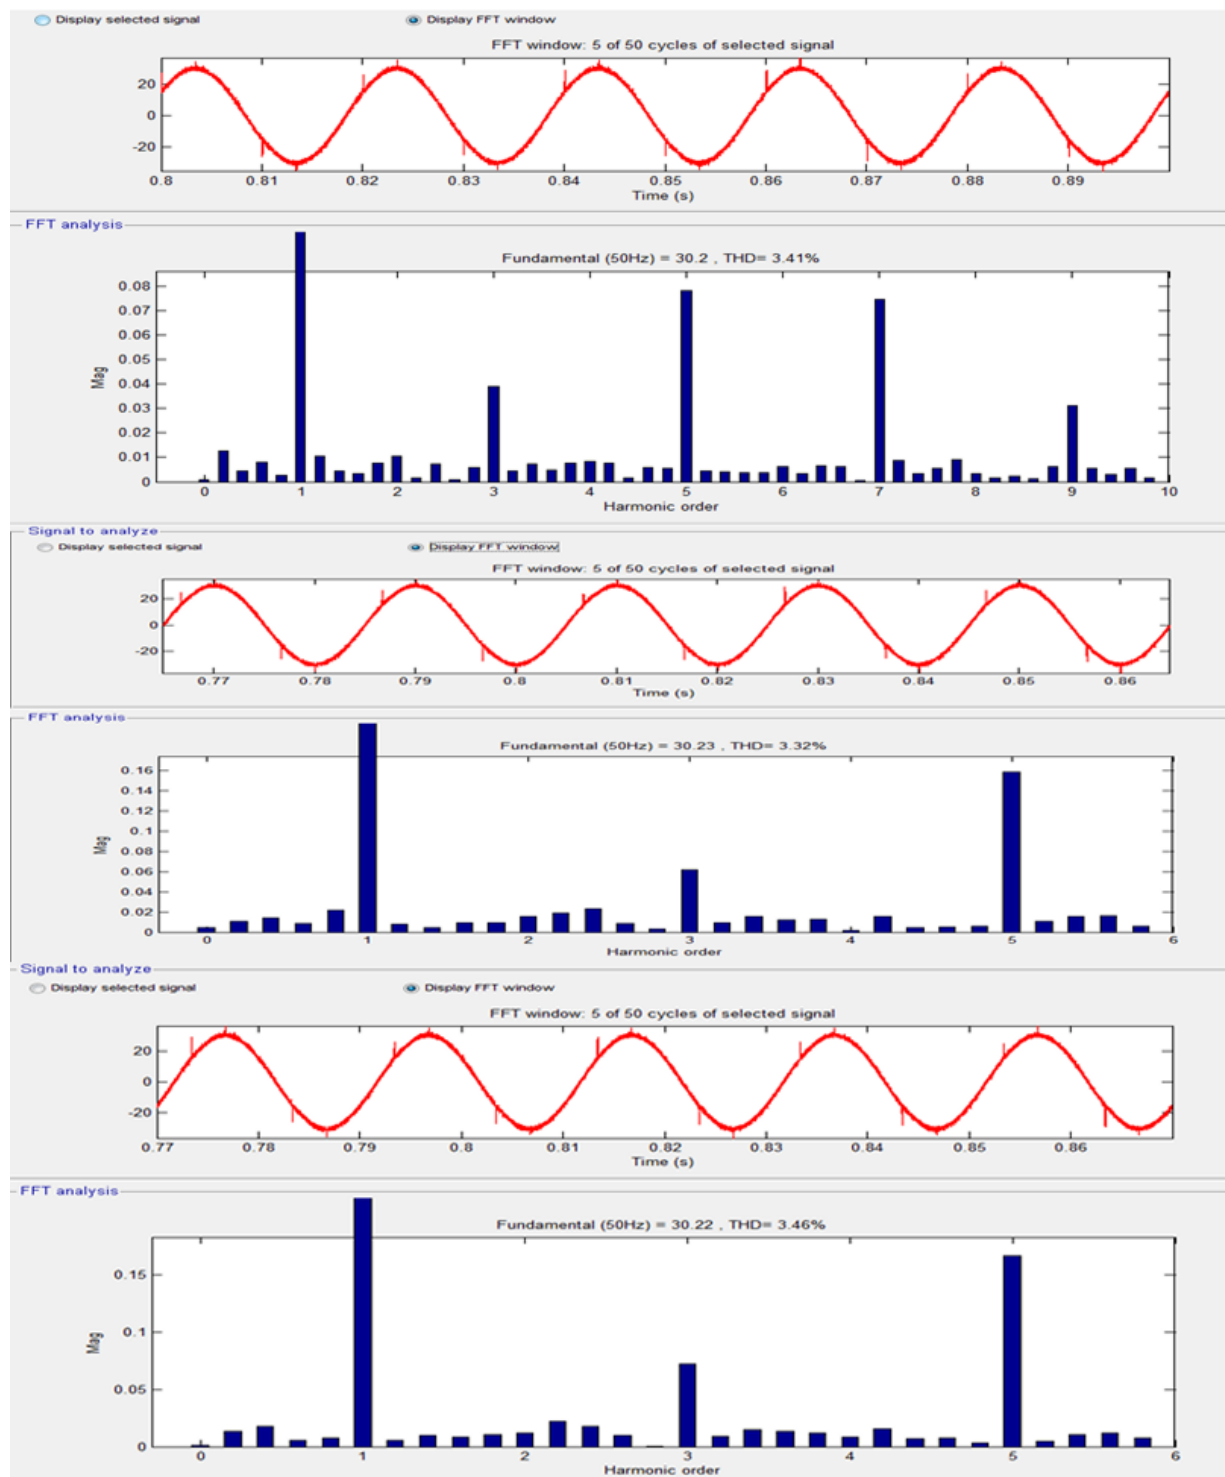 Display selected signal Display FFT window
FFT window: 5 of 50 cycles of selected signal
20
0
-20
0.8 0.81 0.82 0.83 0.84 0.85 0.86 0.87 0.88 0.89
Time (s)
FFT analysis
Fundamental (50Hz) = 30.2 , THD= 3.41%
0.08
0.07
0.06
0.05
0.04
0.03
0.02
0.01
0
Mag
0 1 2 3 4 5 6 7 8 9 10
Harmonic order
Signal to analyze
Display selected signal Display FFT window
FFT window: 5 of 50 cycles of selected signal
20
0
-20
0.77 0.78 0.79 0.8 0.81 0.82 0.83 0.84 0.85 0.86
Time (s)
FFT analysis
Fundamental (50Hz) = 30.23 , THD= 3.32%
0.16
0.14
0.12
0.1
0.08
0.06
0.04
0.02
0
Mag
0 1 2 3 4 5 6
Harmonic order
Signal to analyze
Display selected signal Display FFT window
FFT window: 5 of 50 cycles of selected signal
20
0
-20
0.77 0.78 0.79 0.8 0.81 0.82 0.83 0.84 0.85 0.86
Time (s)
FFT analysis
Fundamental (50Hz) = 30.22 , THD= 3.46%
0.15
0.1
0.05
0
Mag
0 1 2 3 4 5 6
Harmonic order